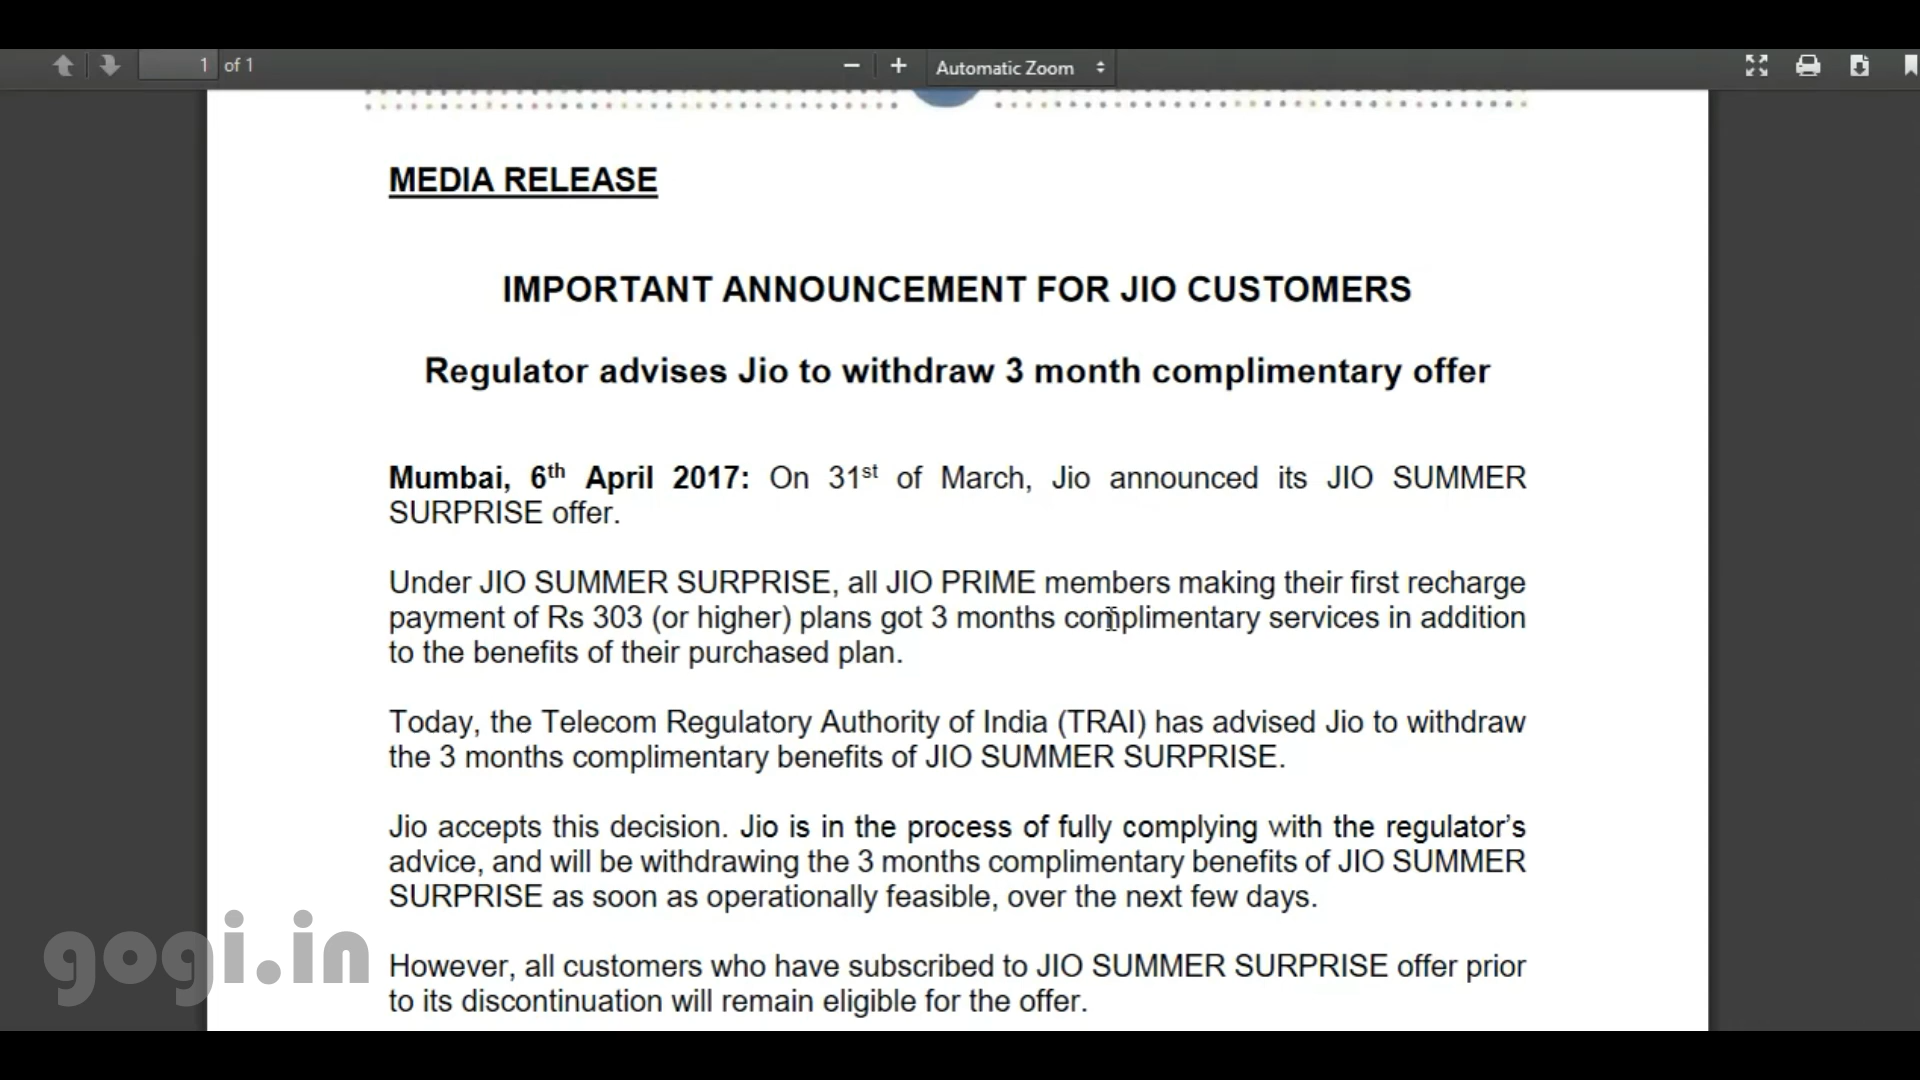 1 of 1
Automatic Zoom
MEDIA RELEASE
IMPORTANT ANNOUNCEMENT FOR JIO CUSTOMERS
Regulator advises Jio to withdraw 3 month complimentary offer
Mumbai, 6th April 2017: On 31st of March, Jio announced its JIO SUMMER
SURPRISE offer.
Under JIO SUMMER SURPRISE, all JIO PRIME members making their first recharge
payment of Rs 303 (or higher) plans got 3 months complimentary services in addition
to the benefits of their purchased plan.
Today, the Telecom Regulatory Authority of India (TRAI) has advised Jio to withdraw
the 3 months complimentary benefits of JIO SUMMER SURPRISE.
Jio accepts this decision. Jio is in the process of fully complying with the regulator’s
advice, and will be withdrawing the 3 months complimentary benefits of JIO SUMMER
SURPRISE as soon as operationally feasible, over the next few days.
However, all customers who have subscribed to JIO SUMMER SURPRISE offer prior
to its discontinuation will remain eligible for the offer.
gogi.in